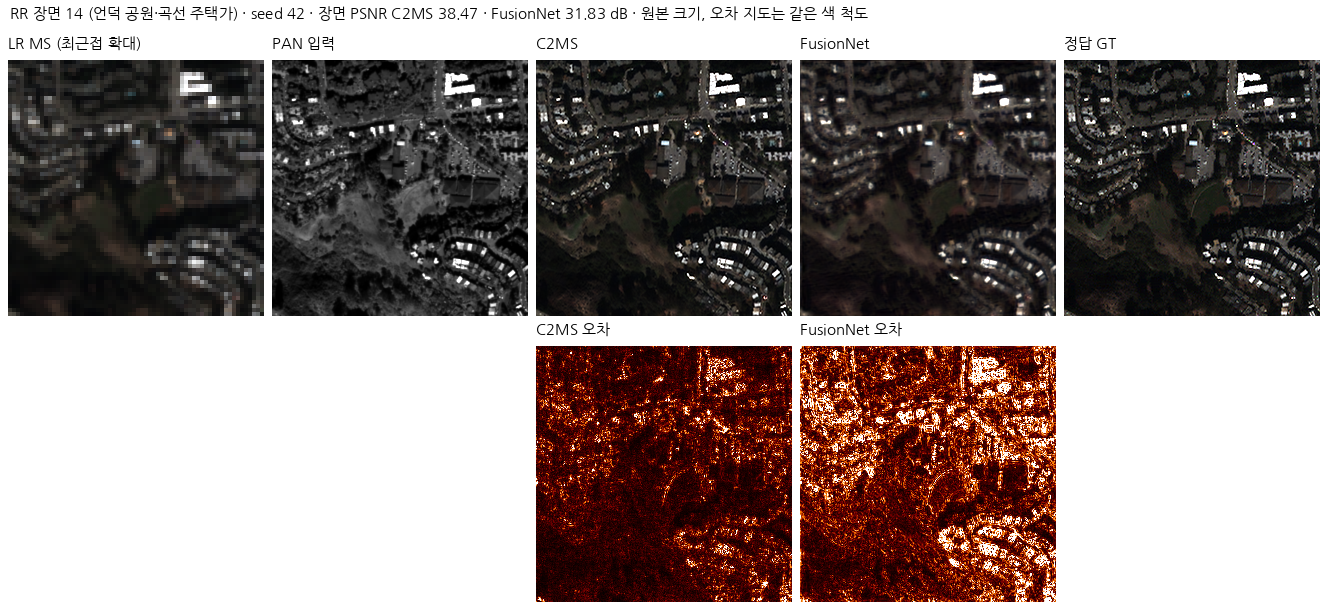 RR 장면 14 (언덕 공원·곡선 주택가) · seed 42 · 장면 PSNR C2MS 38.47 · FusionNet 31.83 dB · 원본 크기, 오차 지도는 같은 색 척도
LR MS (최근접 확대)
PAN 입력
C2MS
FusionNet
정답 GT
C2MS 오차
FusionNet 오차